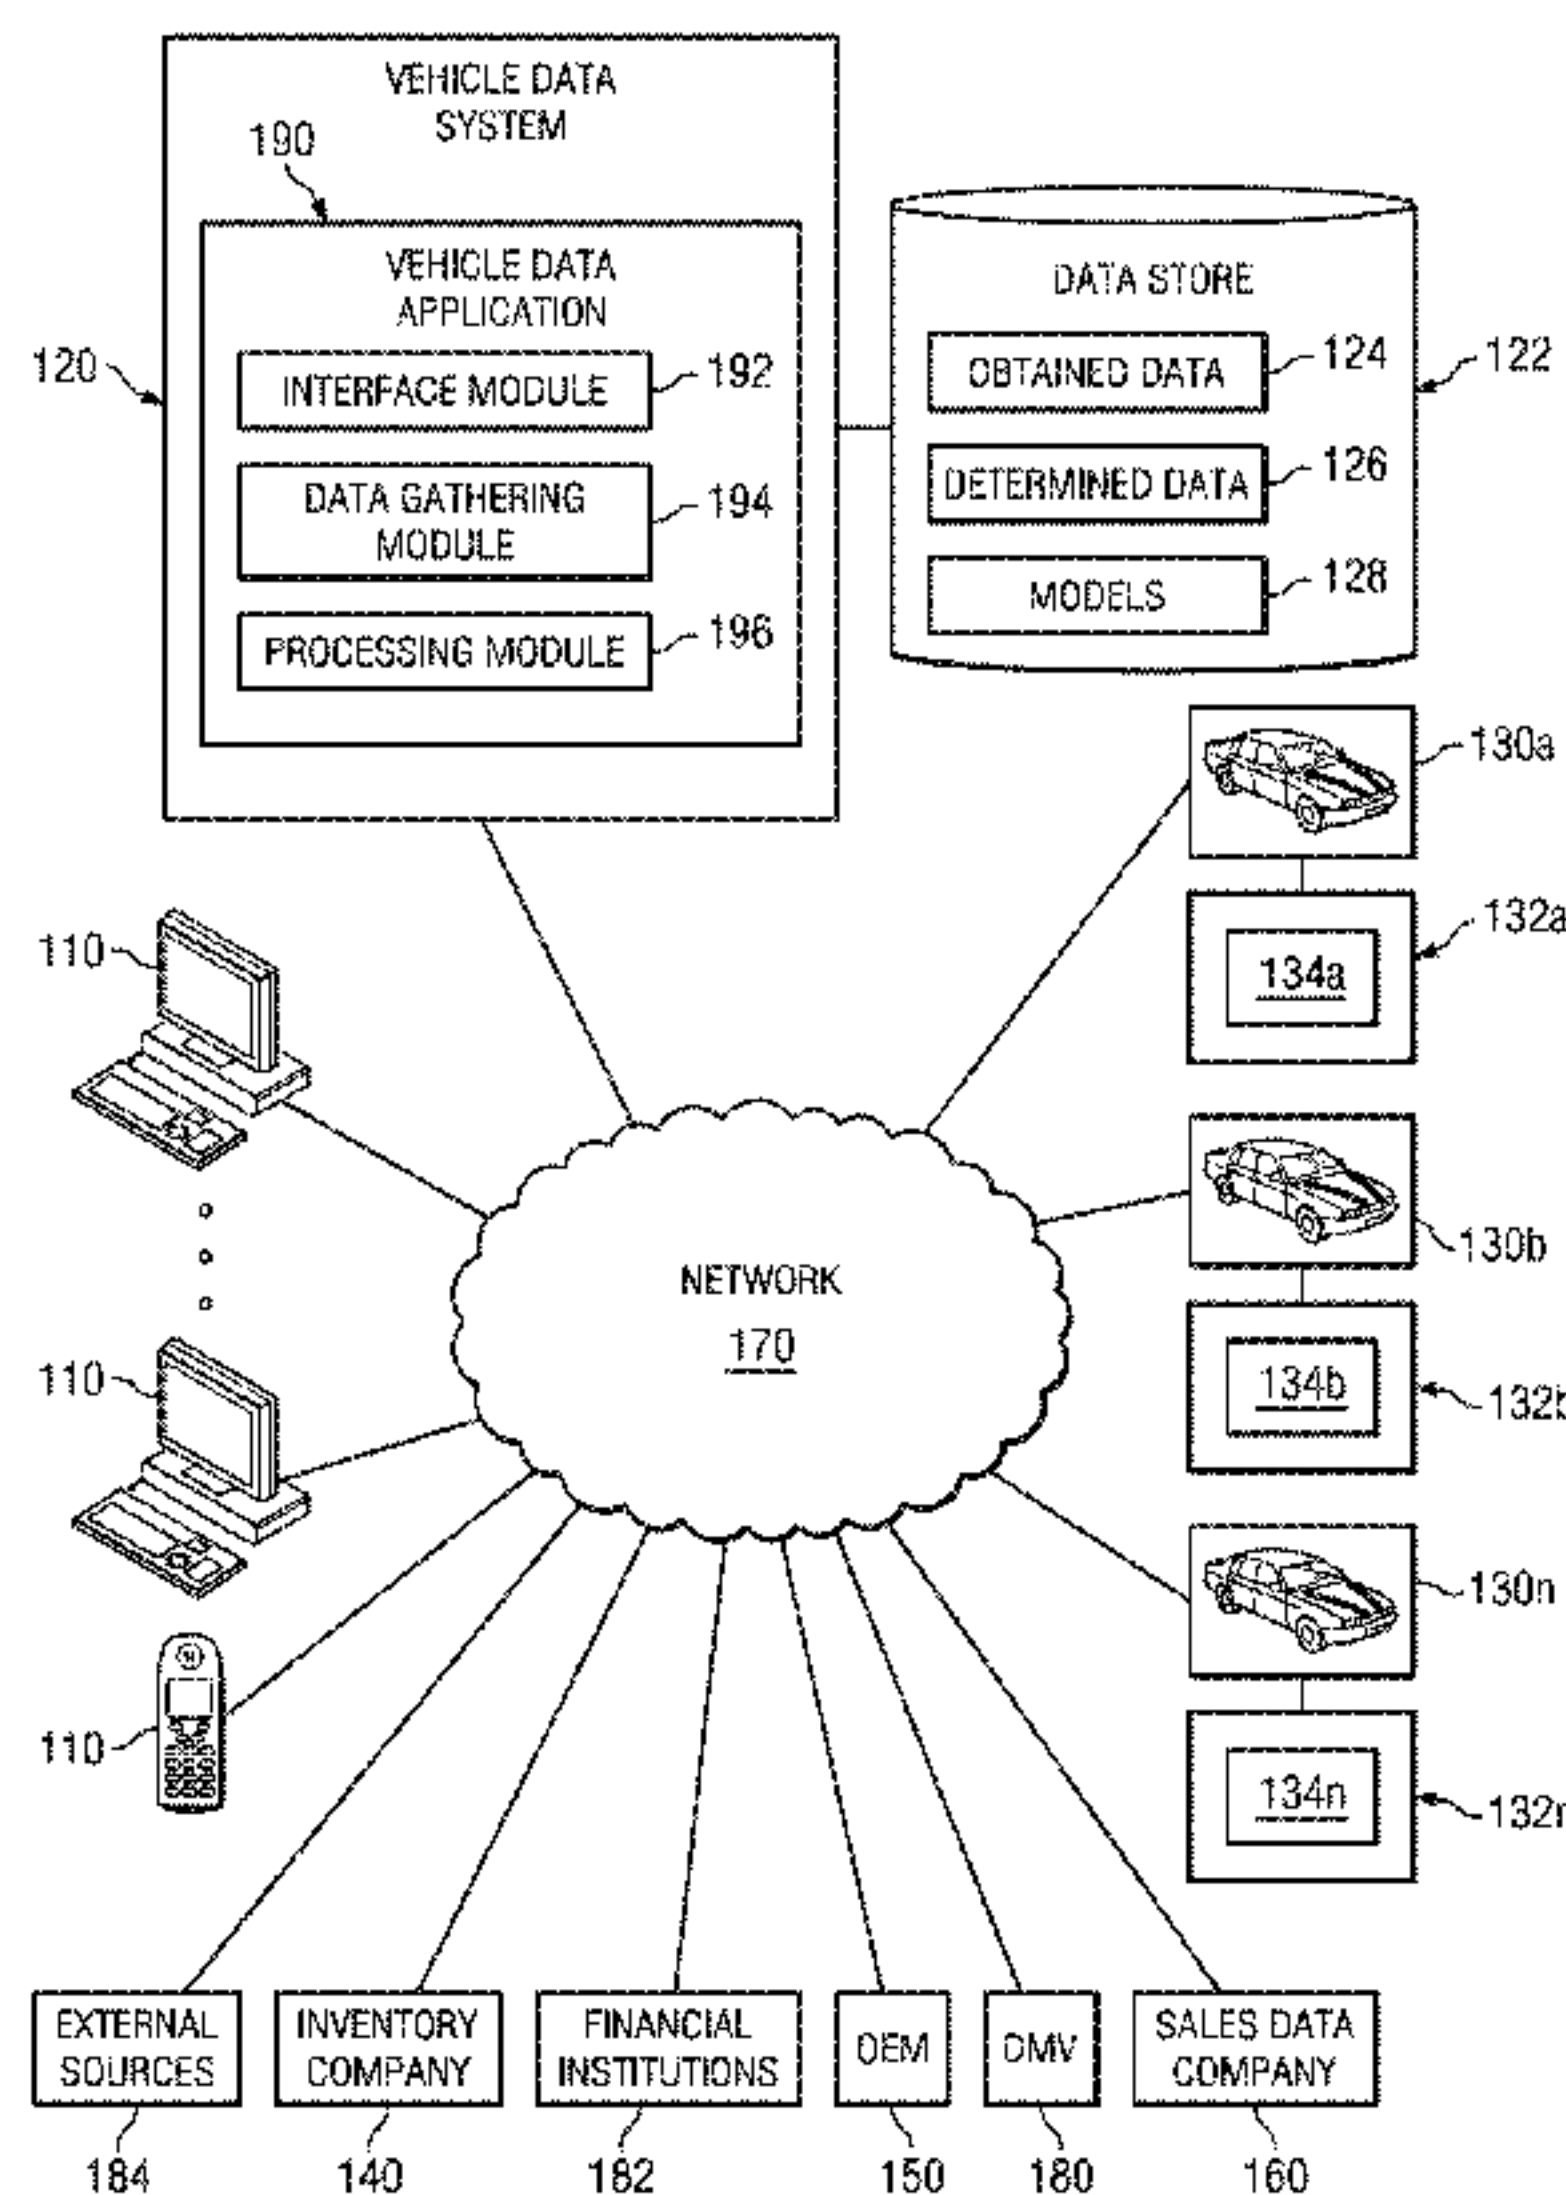 VEHICLE DATA
SYSTEM
190
VEHICLE DATA
APPLICATION
120
INTERFACE MODULE
192
DATA GATHERING
MODULE
194
PROCESSING MODULE
196
DATA STORE
OBTAINED DATA
124
122
DETERMINED DATA
126
MODELS
128
130a
132a
134a
110
130b
134b
132b
NETWORK
170
110
130n
134n
132n
110
EXTERNAL
SOURCES
INVENTORY
COMPANY
FINANCIAL
INSTITUTIONS
OEM
DMV
SALES DATA
COMPANY
184
140
182
150
180
160